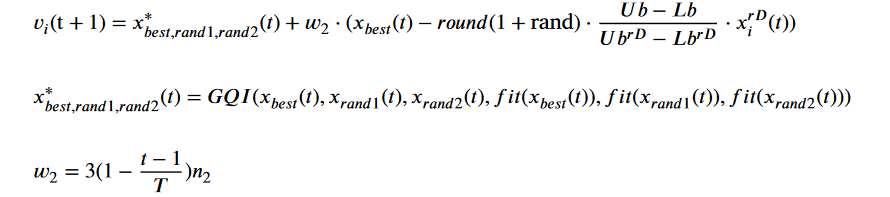 v_i(t + 1) = x^*_{best,rand1,rand2}(t) + w_2 · (x_{best}(t) − round(1 + rand) · \frac{Ub − Lb}{Ub^{rD} − Lb^{rD}} · x_i^{rD}(t))
x^*_{best,rand1,rand2}(t) = GQI(x_{best}(t), x_{rand1}(t), x_{rand2}(t), fit(x_{best}(t)), fit(x_{rand1}(t)), fit(x_{rand2}(t)))
w_2 = 3(1 − \frac{t − 1}{T})n_2